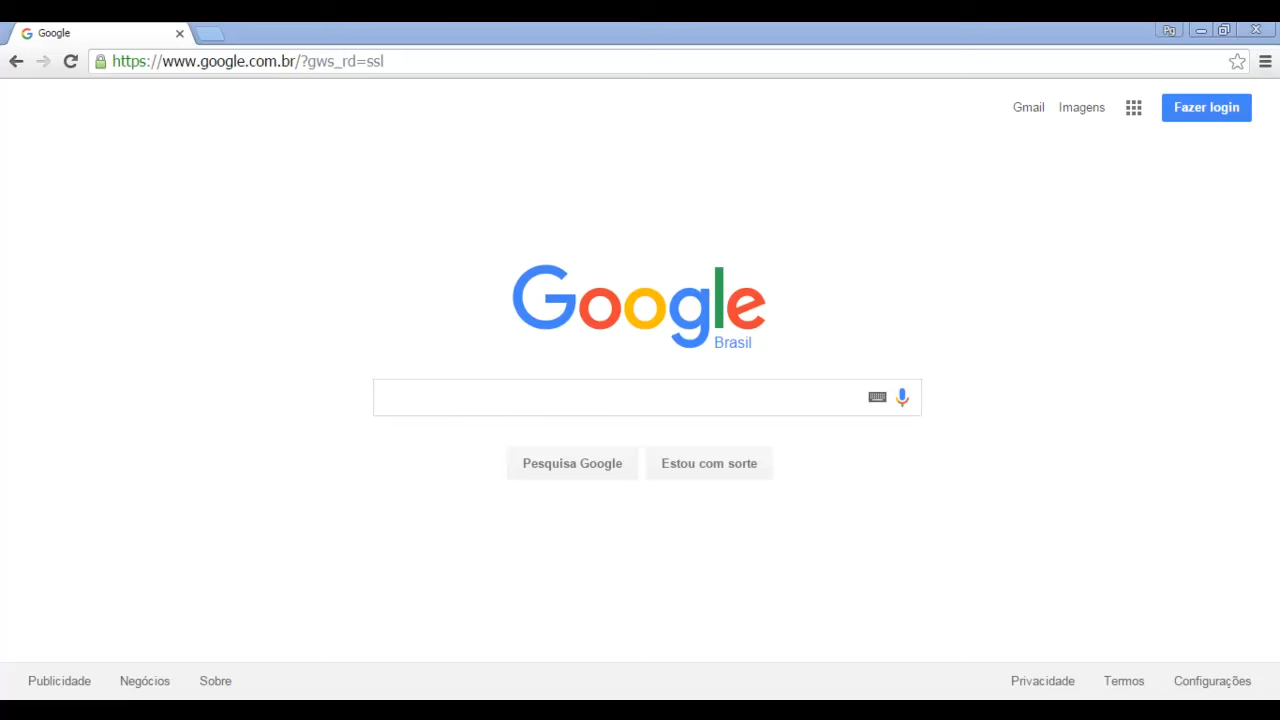 Google
Pg
https://www.google.com.br/?gws_rd=ssl
Gmail Imagens Fazer login
Google
Brasil
Pesquisa Google Estou com sorte
Publicidade Negócios Sobre Privacidade Termos Configurações